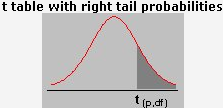 t table with right tail probabilities
t (p,df)